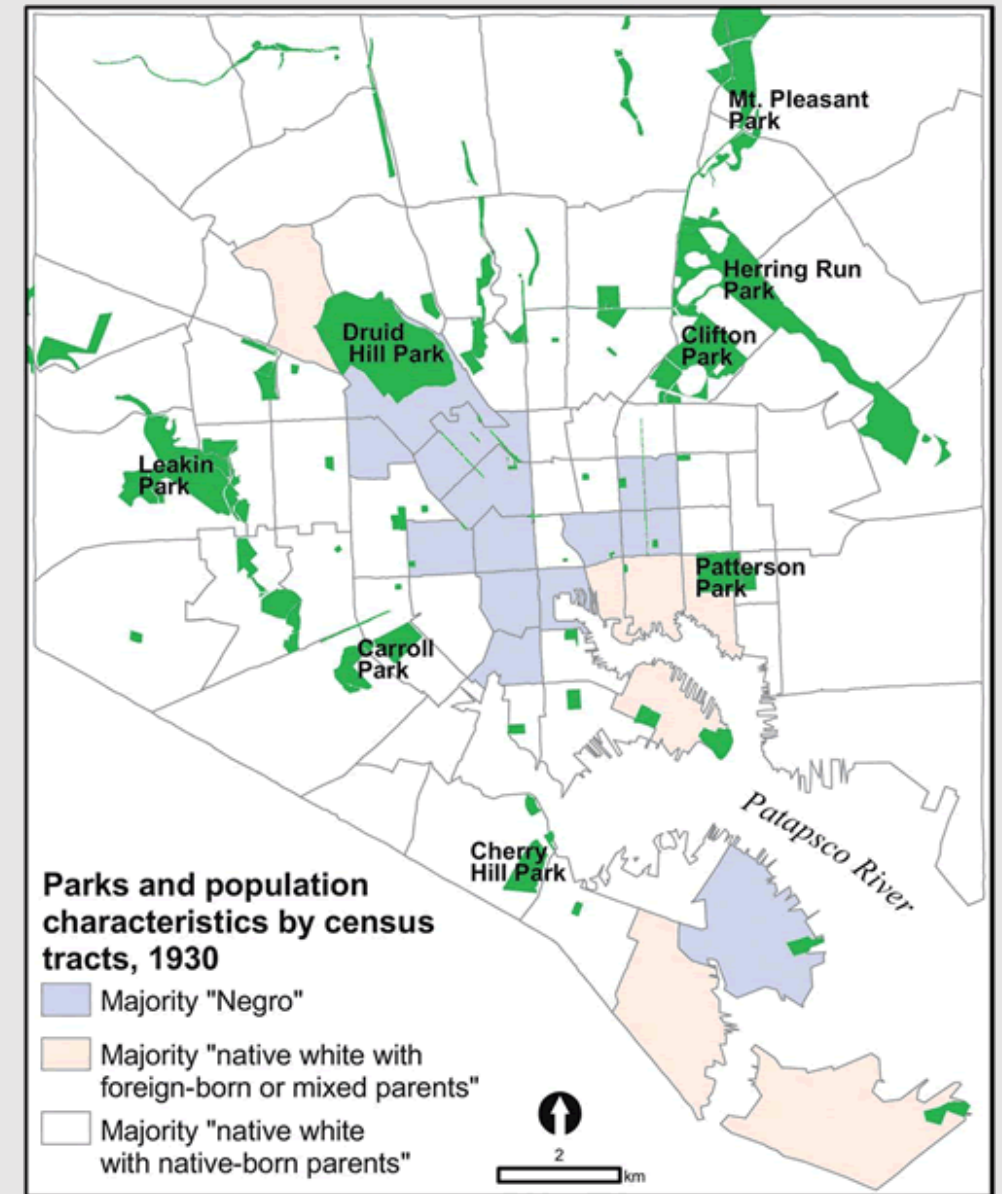 Mt. Pleasant
Park
Herring Run
Park
Druid
Hill Park
Clifton
Park
Leakin
Park
Patterson
Park
Carroll
Park
Patapsco River
Cherry
Hill Park
Parks and population
characteristics by census
tracts, 1930
Majority "Negro"
Majority "native white with
foreign-born or mixed parents"
Majority "native white
with native-born parents"
2
km